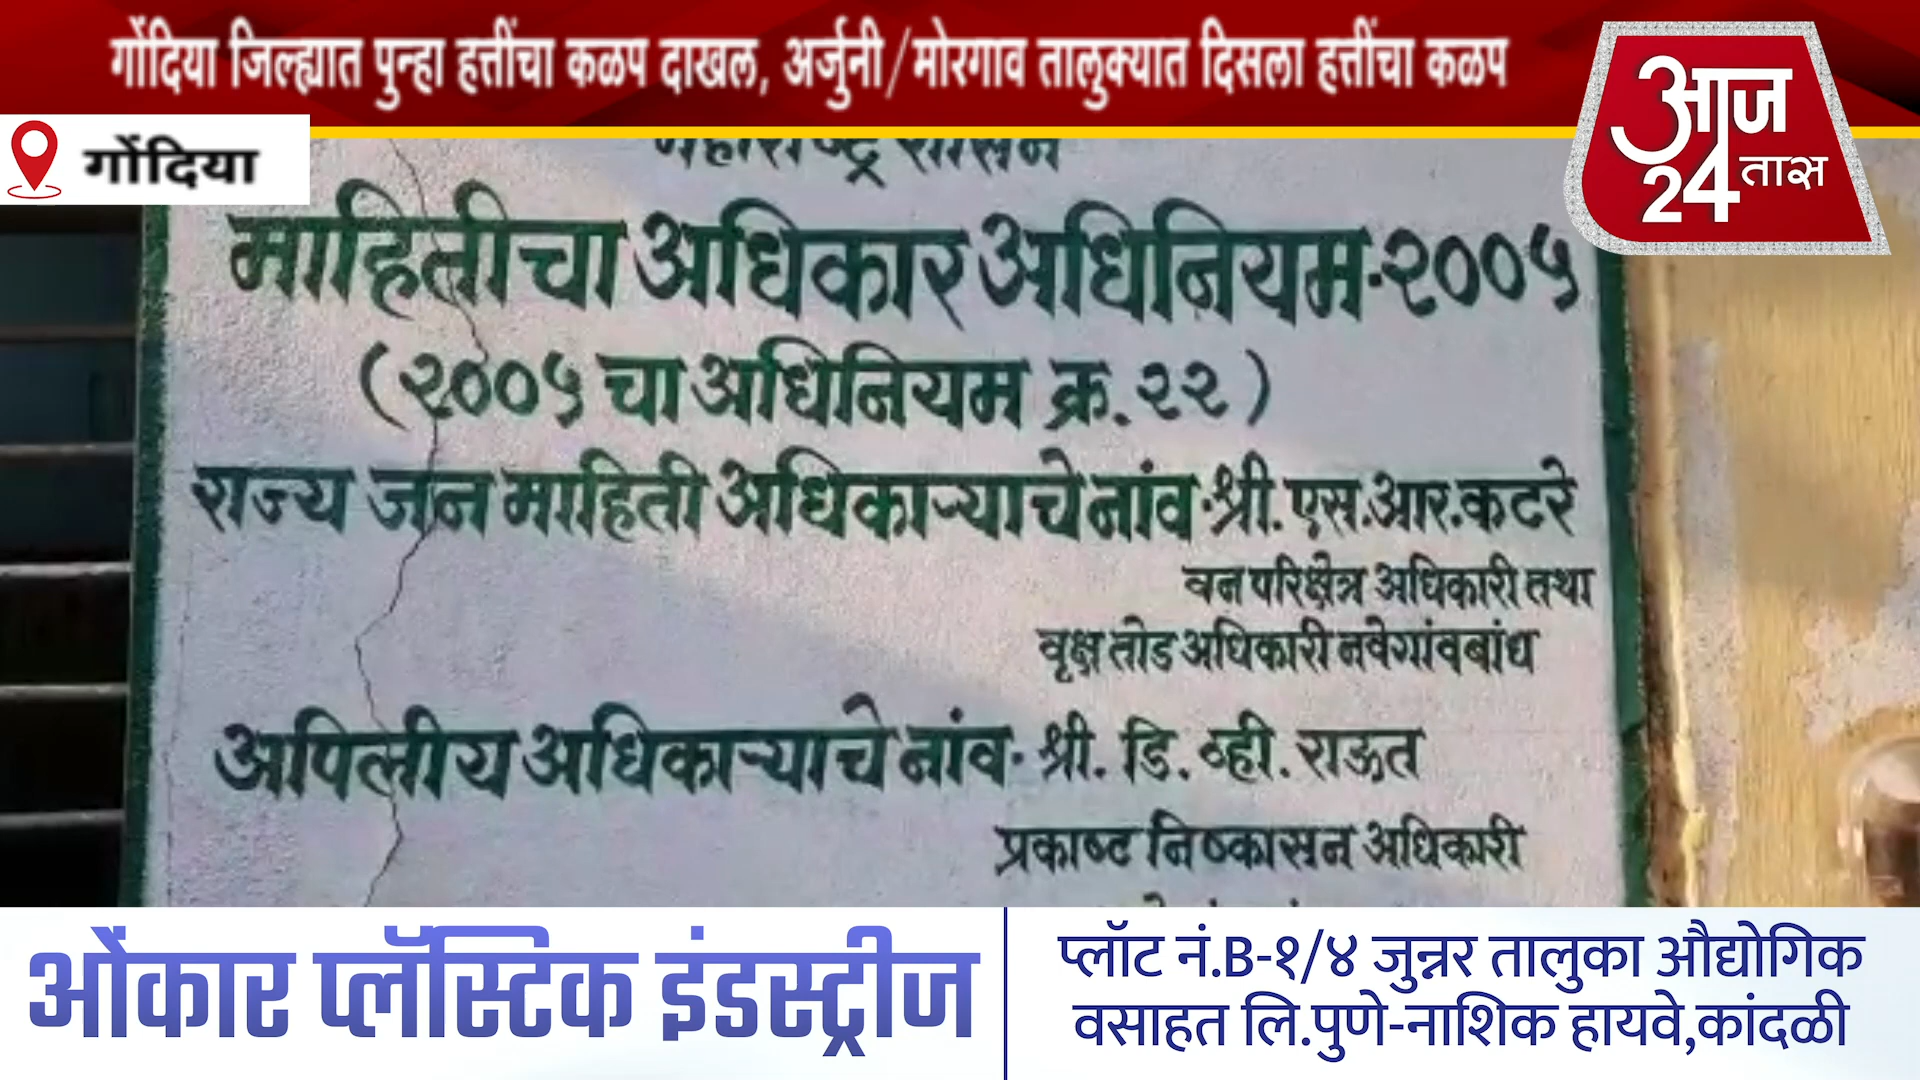 गोंदिया जिल्ह्यात पुन्हा हत्तींचा कळप दाखल, अर्जुनी/मोरगाव तालुक्यात दिसला हत्तींचा कळप
आज
24 तास
गोंदिया
महाराष्ट्र शासन
माहितीचा अधिकार अधिनियम-२००५
(२००५ चा अधिनियम क्र.२२)
राज्य जन माहिती अधिकाऱ्याचे नांव-श्री.एस.आर.कटरे
वन परिक्षेत्र अधिकारी तथा
वृक्ष तोड अधिकारी नवेगांवबांध
अपिलीय अधिकाऱ्याचे नांव- श्री. डि. व्ही. राऊत
प्रकाष्ट निष्कासन अधिकारी
ओंकार प्लॅस्टिक इंडस्ट्रीज
प्लॉट नं.B-१/४ जुन्नर तालुका औद्योगिक
वसाहत लि.पुणे-नाशिक हायवे,कांदळी